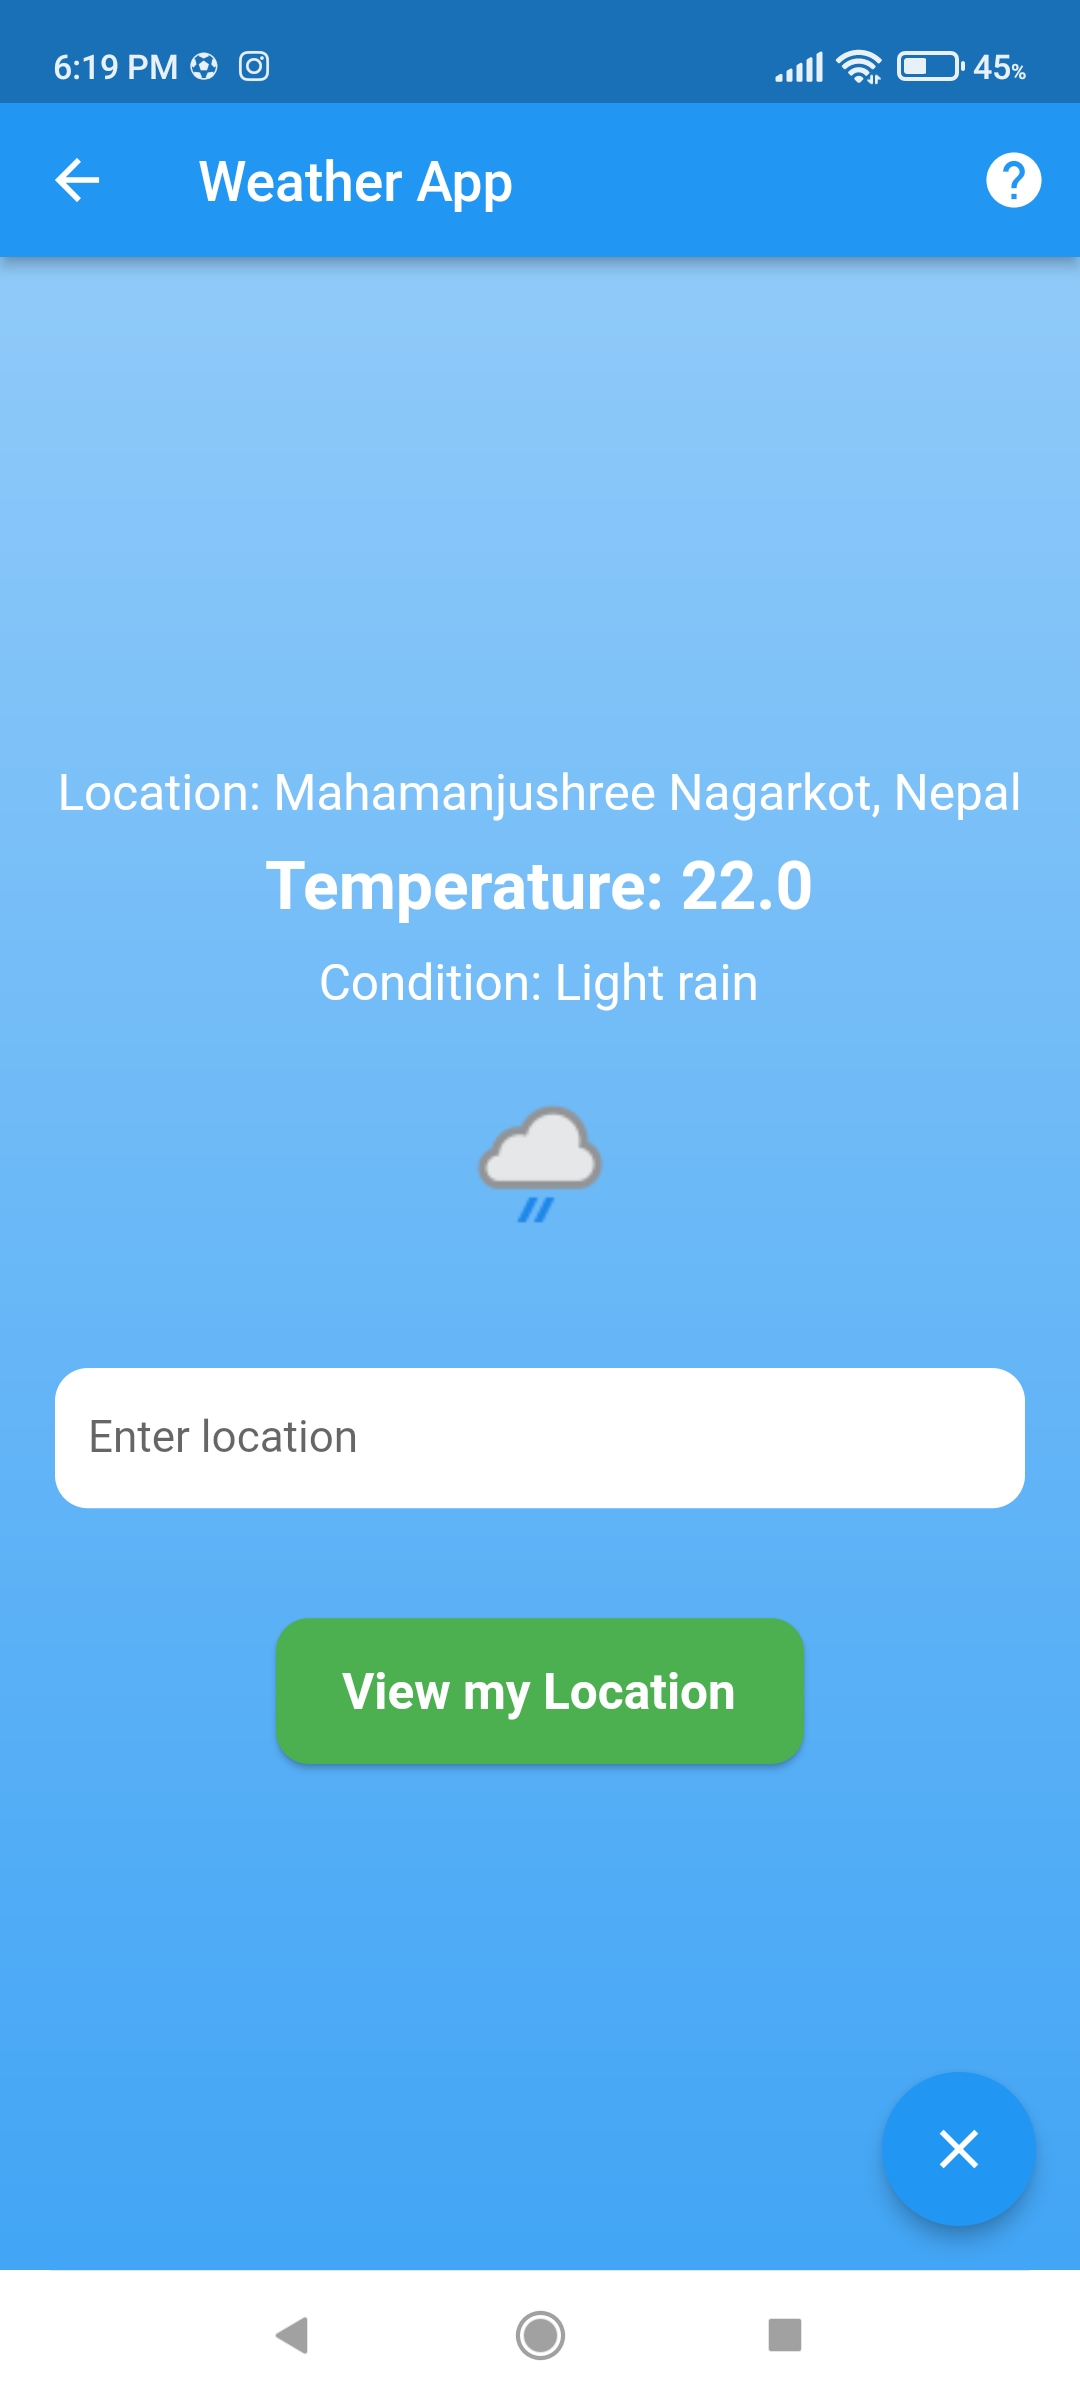 6:19 PM 45%
Weather App
Location: Mahamanjushree Nagarkot, Nepal
Temperature: 22.0
Condition: Light rain
Enter location
View my Location